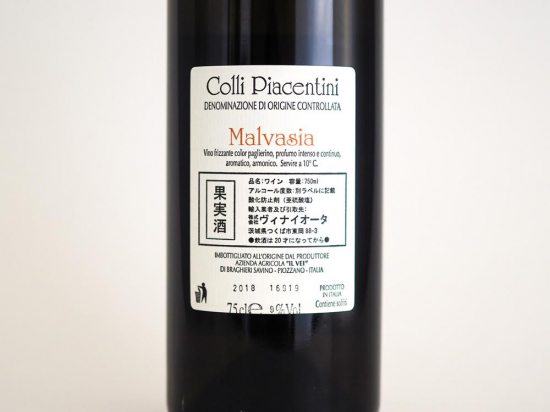 Colli Piacentini
DENOMINAZIONE DI ORIGINE CONTROLLATA
Malvasia
Vino frizzante color paglierino, profumo intenso e continuo,
aromatico, armonico. Servire a 10° C.
果実酒
品名:ワイン 容量:750ml
アルコール度数:別ラベルに記載
酸化防止剤(亜硫酸塩)
輸入業者及び引取先:
株式会社ヴィナイオータ
茨城県つくば市東岡 88-3
●飲酒は20才になってから●
IMBOTTIGLIATO ALL'ORIGINE DAL PRODUTTORE
AZIENDA AGRICOLA "IL VEI"
DI BRAGHIERI SAVINO - PIOZZANO - ITALIA
2018 16919
PRODOTTO
IN ITALIA
75cl e 9%Vol
Contiene solfiti